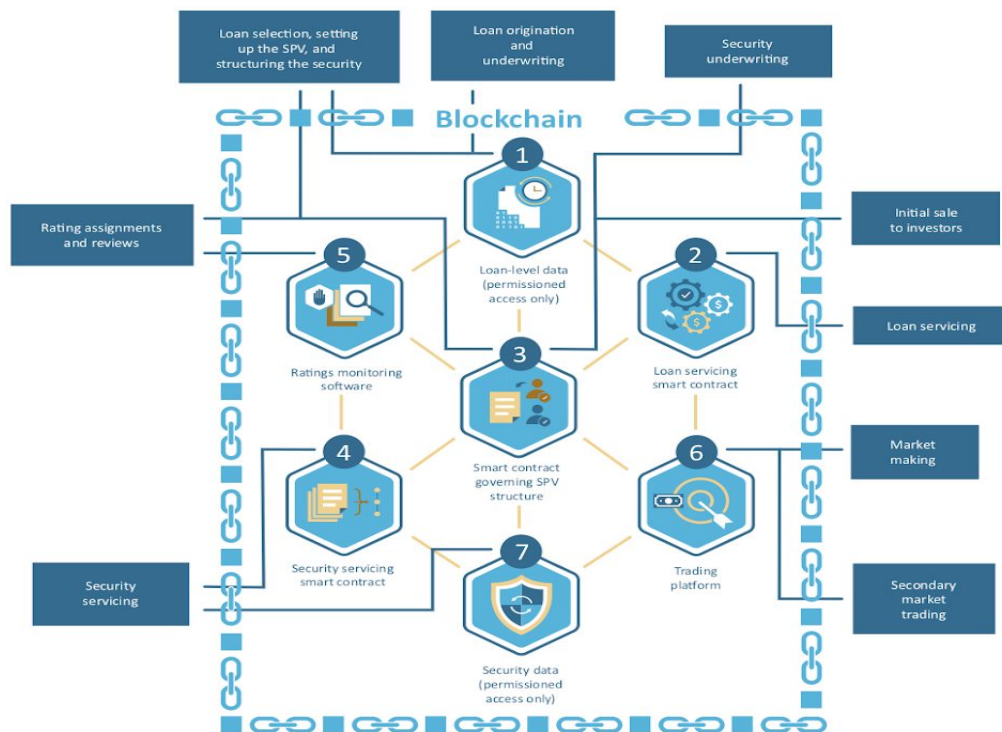 Loan selection, setting
up the SPV, and
structuring the security
Loan origination
and
underwriting
Security
underwriting
Blockchain
1
Rating assignments
and reviews
Initial sale
to investors
5
Loan-level data
(permissioned
access only)
2
Loan servicing
Ratings monitoring
software
3
Loan servicing
smart contract
4
Smart contract
governing SPV
structure
6
Market
making
Security servicing
smart contract
7
Trading
platform
Security
servicing
Secondary
market
trading
Security data
(permissioned
access only)
$
$